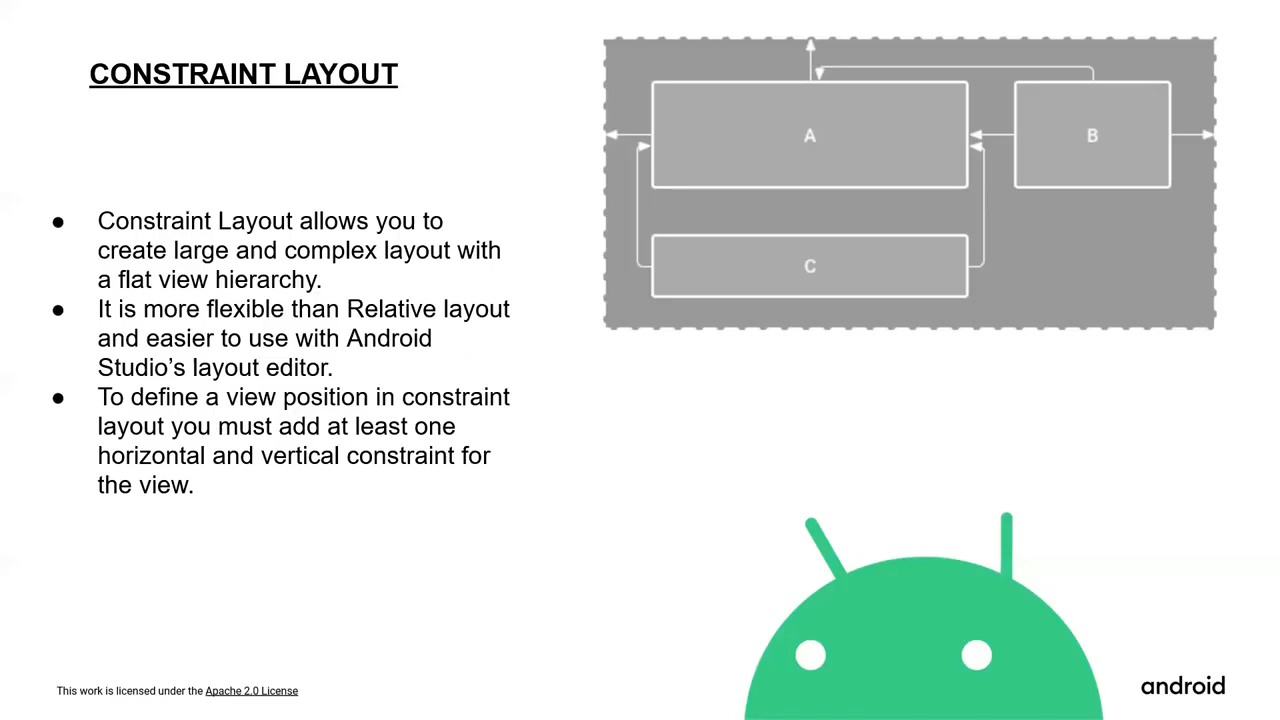 CONSTRAINT LAYOUT
● Constraint Layout allows you to
create large and complex layout with
a flat view hierarchy.
● It is more flexible than Relative layout
and easier to use with Android
Studio’s layout editor.
● To define a view position in constraint
layout you must add at least one
horizontal and vertical constraint for
the view.
A
B
C
This work is licensed under the Apache 2.0 License
android